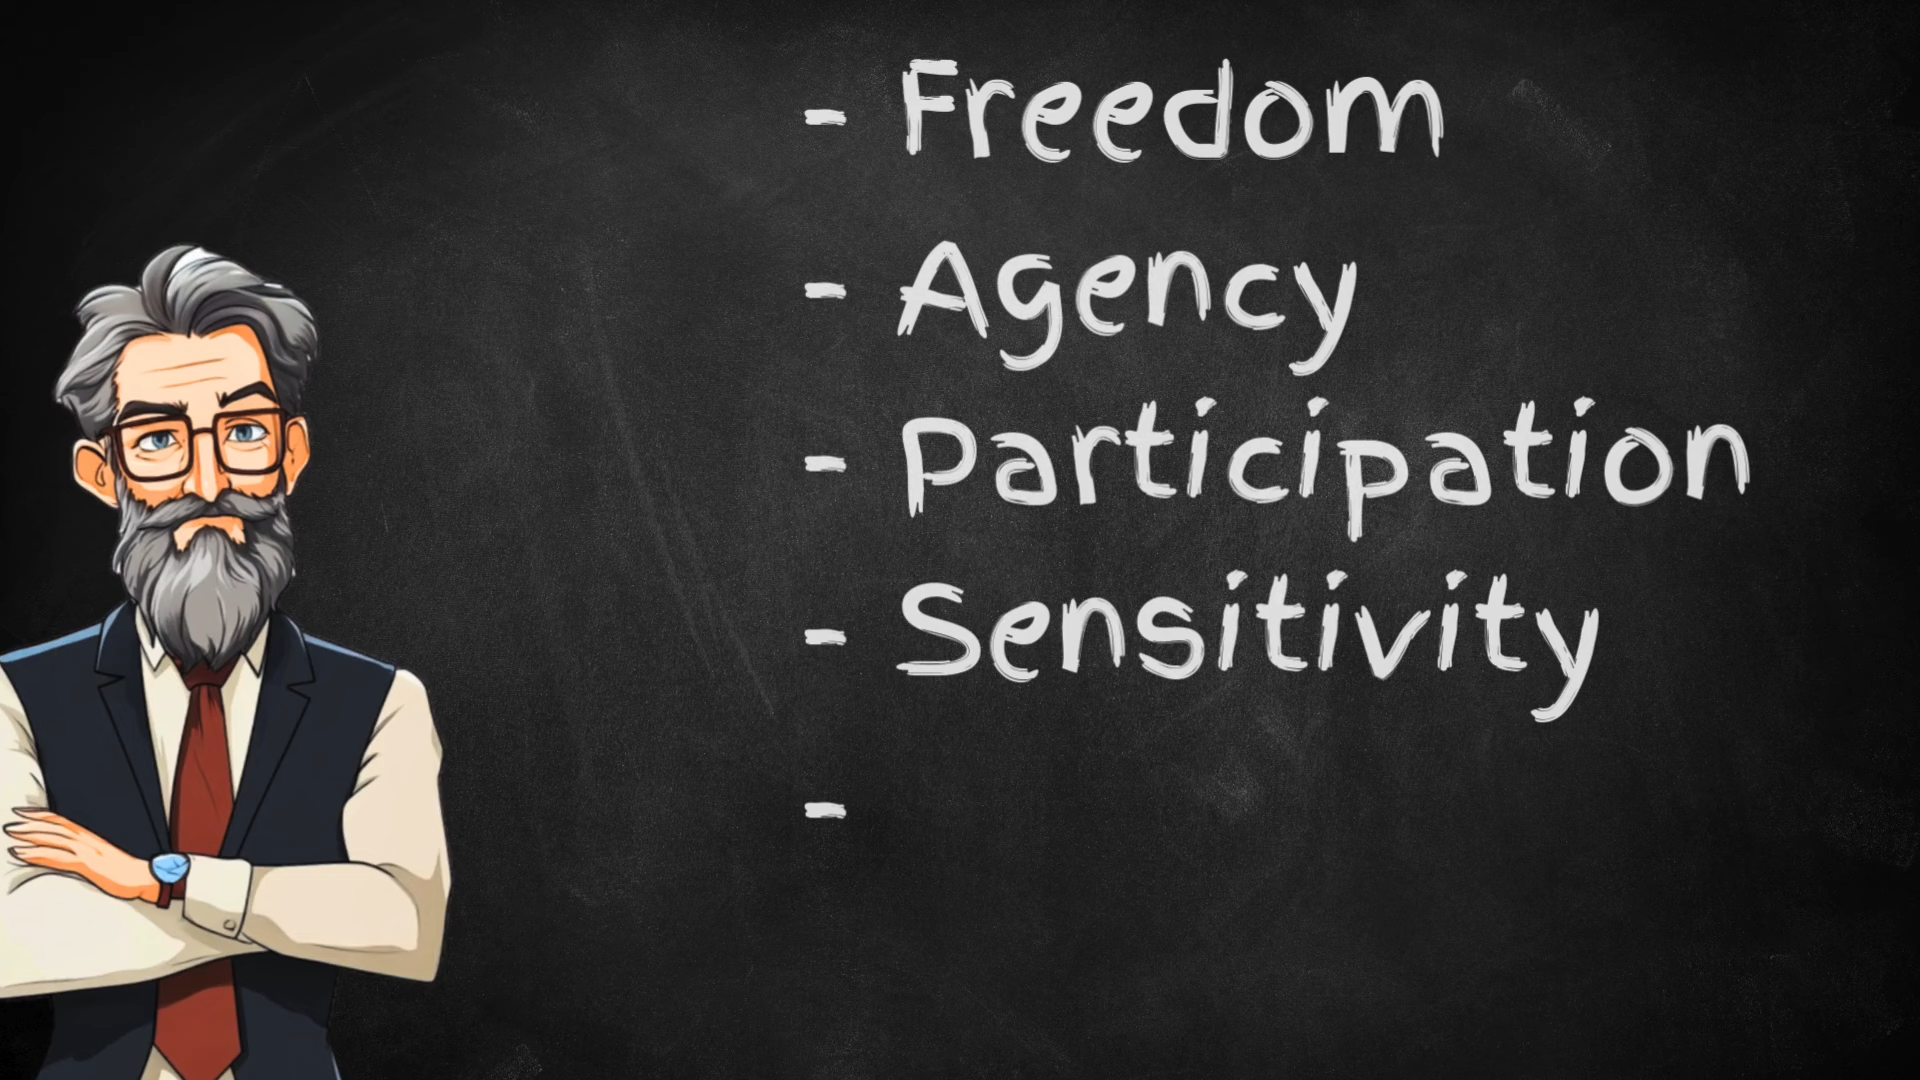 - Freedom
- Agency
- Participation
- Sensitivity
-